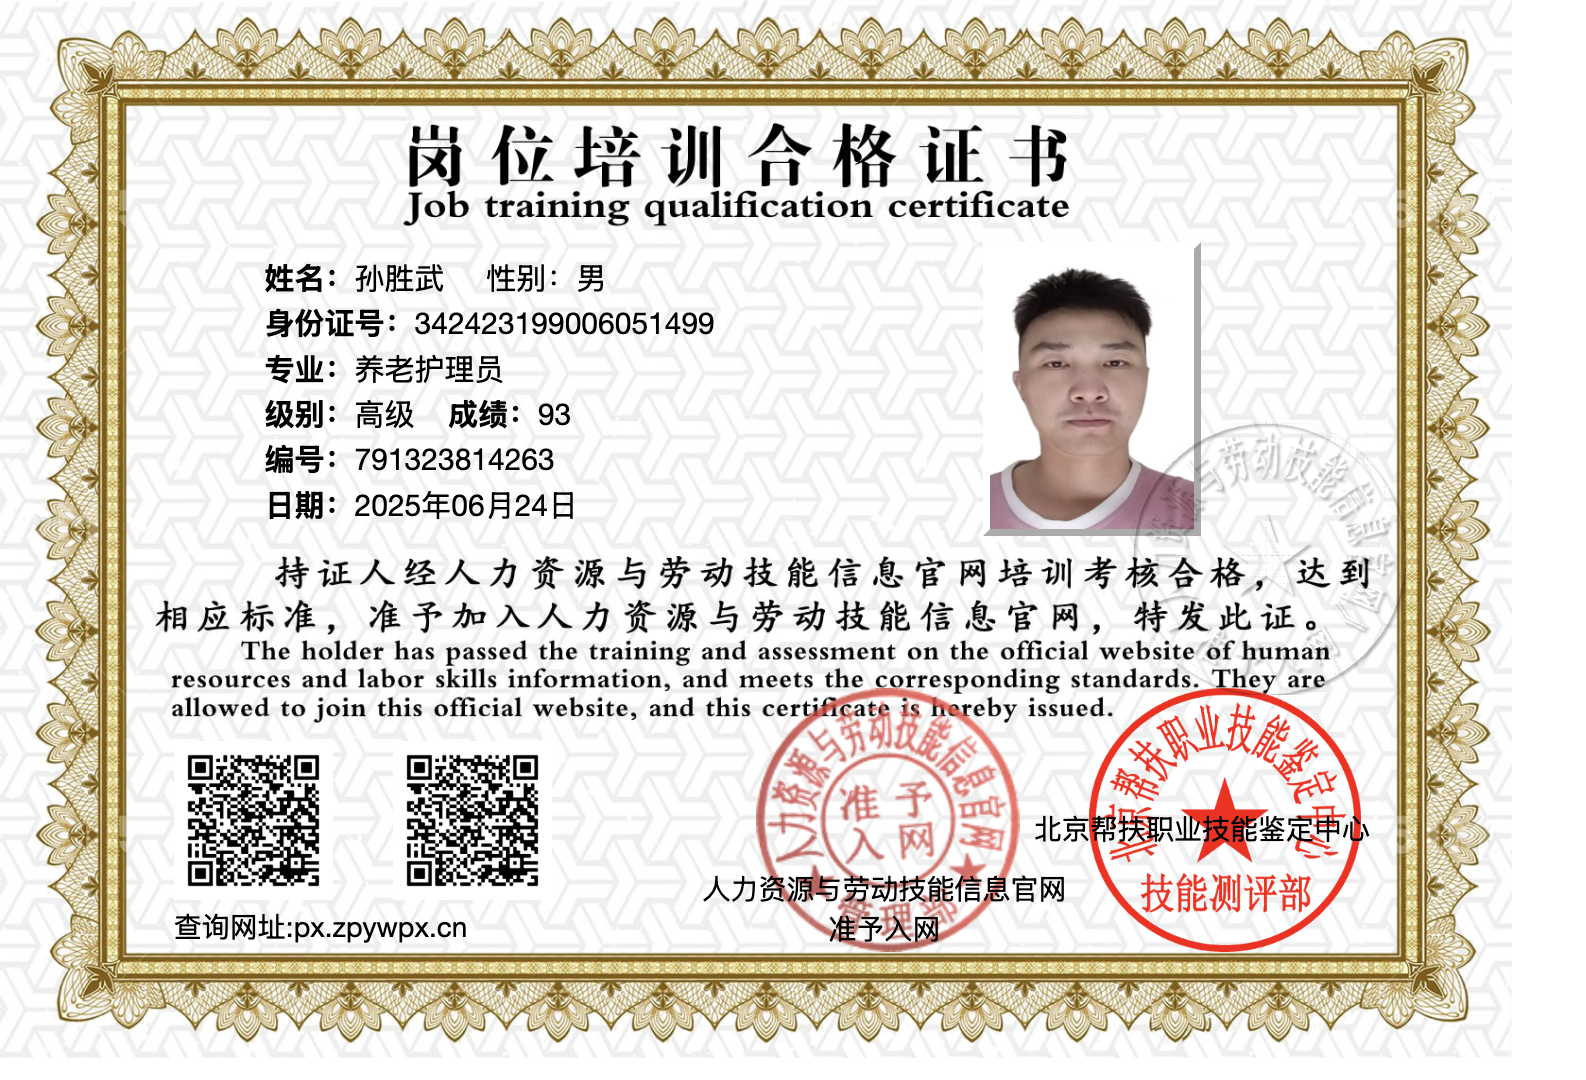 岗位培训合格证书
Job training qualification certificate
姓名：孙胜武 性别：男
身份证号：342423199006051499
专业：养老护理员
级别：高级 成绩：93
编号：791323814263
日期：2025年06月24日
持证人经人力资源与劳动技能信息官网培训考核合格，达到
相应标准，准予加入人力资源与劳动技能信息官网，特发此证。
The holder has passed the training and assessment on the official website of human
resources and labor skills information, and meets the corresponding standards. They are
allowed to join this official website, and this certificate is hereby issued.
人力资源与劳动技能信息官网
准予
入网
管理部
北京帮扶职业技能鉴定中心
技能测评部
北京帮扶职业技能鉴定中心
人力资源与劳动技能信息官网
准予入网
查询网址:px.zpywpx.cn